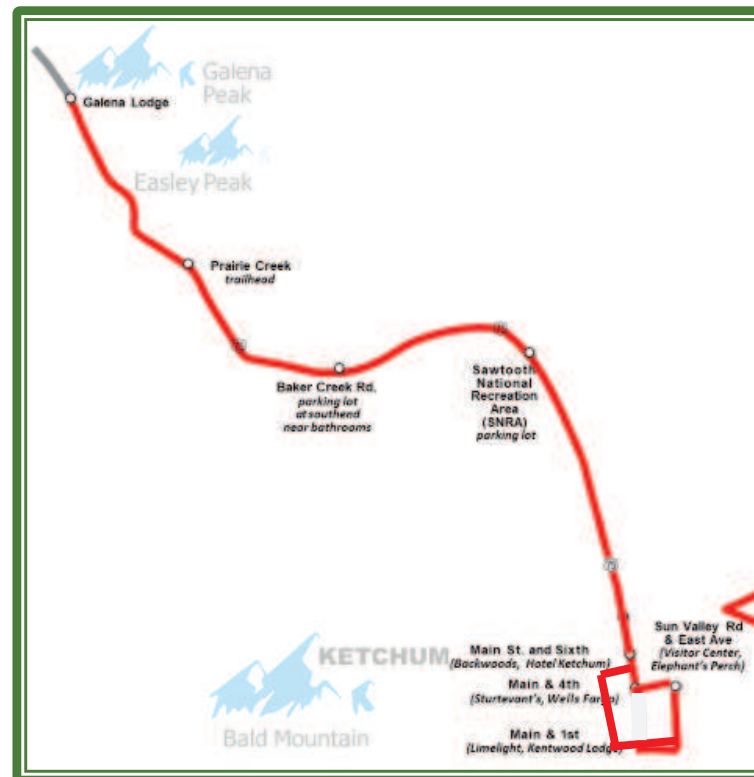 Galena
Peak
Galena Lodge
Easley Peak
Prairie Creek
trailhead
Baker Creek Rd.
parking lot
at southend
near bathrooms
Sawtooth
National
Recreation
Area
(SNRA)
parking lot
Sun Valley Rd
& East Ave
(Visitor Center,
Elephant's Perch)
KETCHUM
Main St. and Sixth
(Backwoods, Hotel Ketchum)
Main & 4th
(Sturtevant's, Wells Fargo)
Main & 1st
(Limelight, Kentwood Lodge)
Bald Mountain